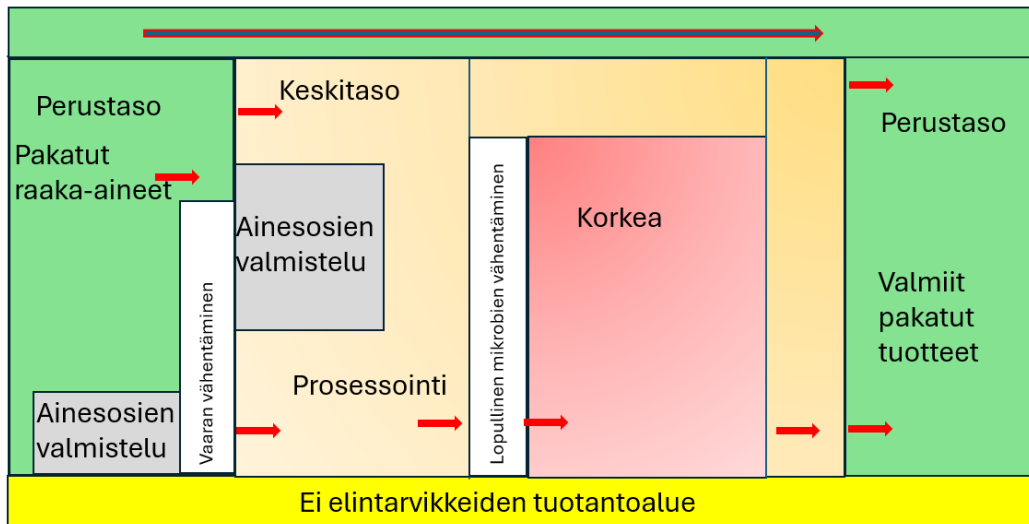 Perustaso
Pakatut
raaka-aineet
Ainesosien
valmistelu
Vaaran vähentäminen
Keskitaso
Ainesosien
valmistelu
Prosessointi
Lopullinen mikrobien vähentäminen
Korkea
Perustaso
Valmiit
pakatut
tuotteet
Ei elintarvikkeiden tuotantoalue